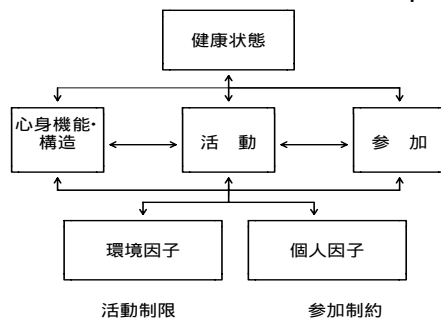 健康状態
心身機能・
構造
活 動
参 加
環境因子
個人因子
活動制限
参加制約